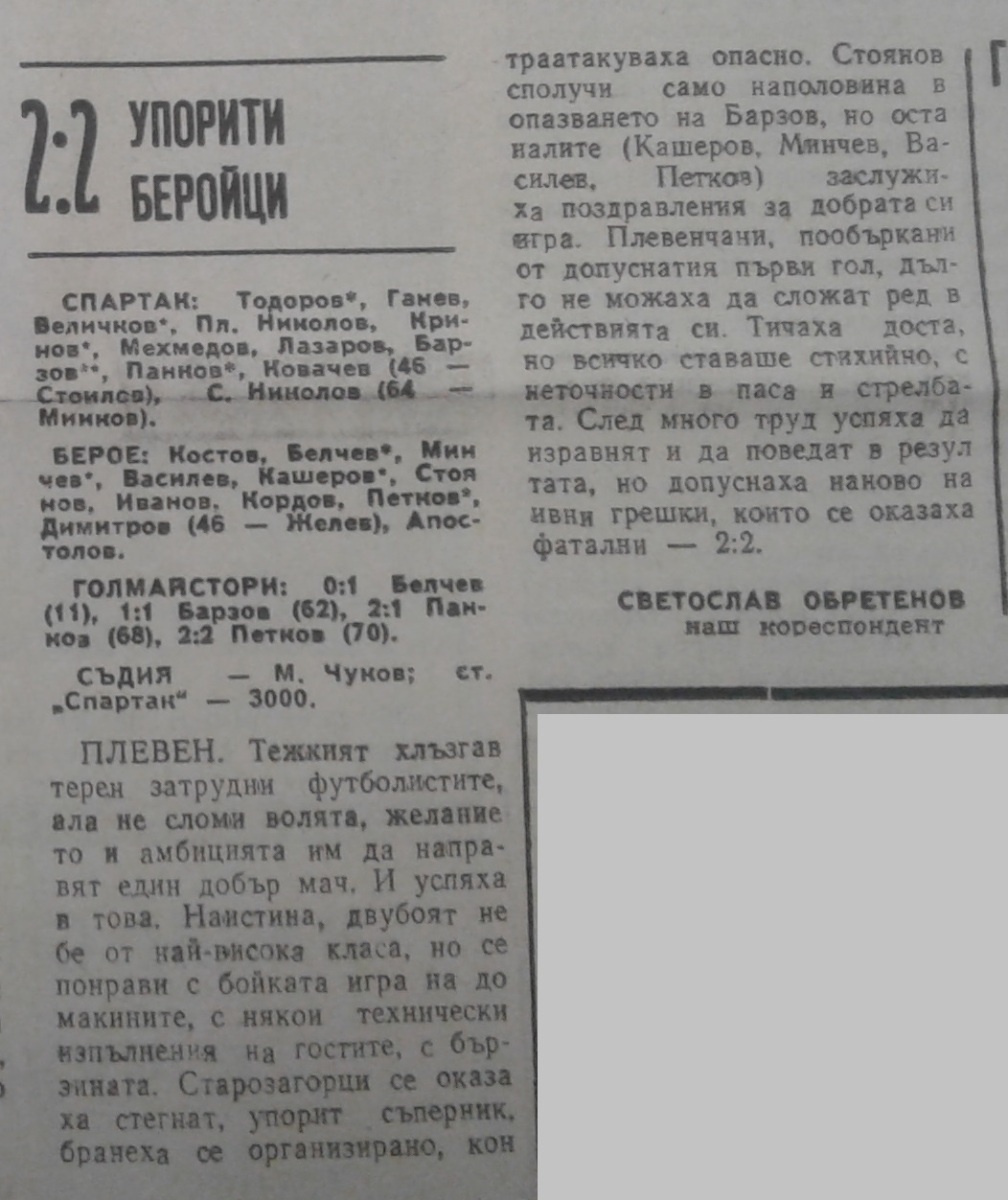 2:2
УПОРИТИ
БЕРОЙЦИ
СПАРТАК: Тодоров*, Ганев,
Величков*, Пл. Николов, Кри-
нов*, Мехмедов, Лазаров, Бар-
зов**, Панков*, Ковачев (46 —
Стоилов), С. Николов (64 —
Минков).
БЕРОЕ: Костов, Белчев*, Мин
чев*, Василев, Кашеров*, Стоя
нов, Иванов, Кордов, Петков*,
Димитров (46 — Желев), Апос-
толов.
ГОЛМАЙСТОРИ: 0:1 Белчев
(11), 1:1 Барзов (62), 2:1 Пан-
ков (68), 2:2 Петков (70).
СЪДИЯ — М. Чуков; ст.
„Спартак“ — 3000.
ПЛЕВЕН. Тежкият хлъзгав
терен затрудни футболистите,
ала не сломи волята, желание
то и амбицията им да напра-
вят един добър мач. И успяха
в това. Наистина, двубоят не
бе от най-висока класа, но се
понрави с бойката игра на до
макините, с някои технически
изпълнения на гостите, с бър-
зината. Старозагорци се оказа
ха стегнат, упорит съперник,
бранеха се организирано, кон
траатакуваха опасно. Стоянов
сполучи само наполовина в
опазването на Барзов, но оста
налите (Кашеров, Минчев, Ва-
силев, Петков) заслужи-
ха поздравления за добрата си
игра. Плевенчани, пообъркани
от допуснатия първи гол, дъл-
го не можаха да сложат ред в
действията си. Тичаха доста,
но всичко ставаше стихийно, с
неточности в паса и стрелба-
та. След много труд успяха да
изравнят и да поведат в резул
тата, но допуснаха наново на
ивни грешки, които се оказаха
фатални — 2:2.
СВЕТОСЛАВ ОБРЕТЕНОВ
наш кореспондент